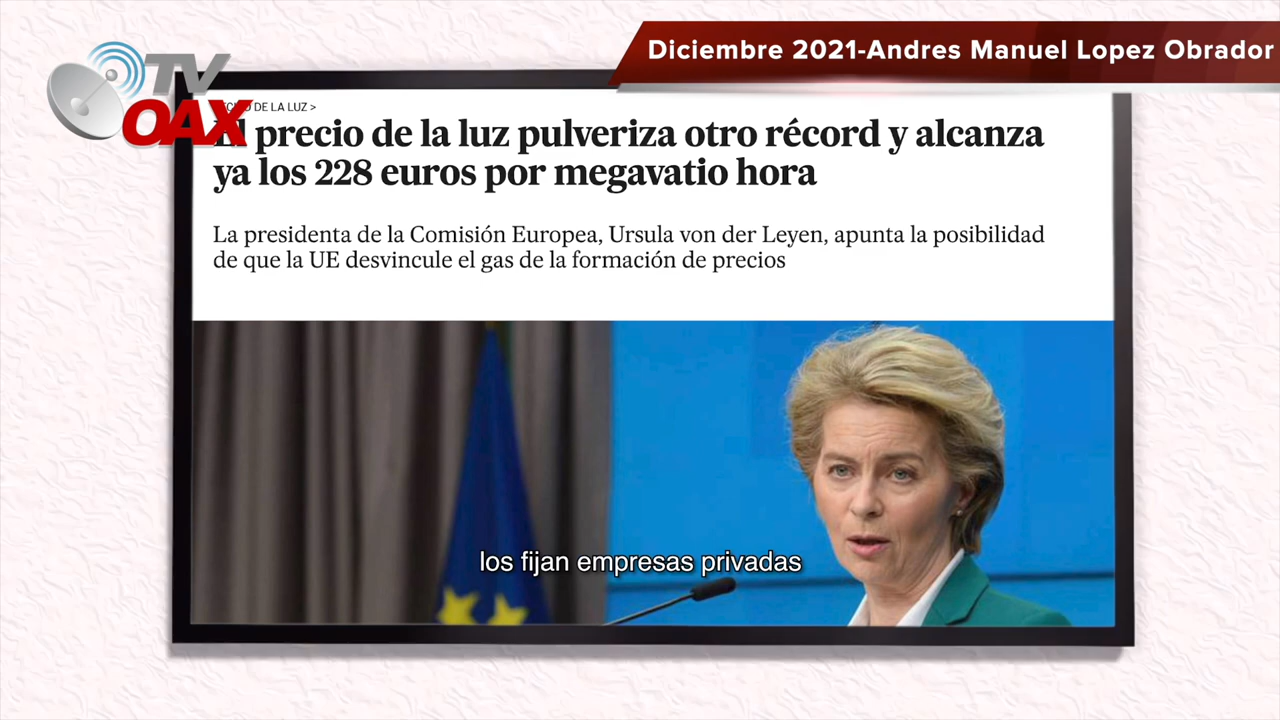 TV
OAX
Diciembre 2021-Andres Manuel Lopez Obrador
DE LA LUZ >
El precio de la luz pulveriza otro récord y alcanza
ya los 228 euros por megavatio hora
La presidenta de la Comisión Europea, Ursula von der Leyen, apunta la posibilidad
de que la UE desvincule el gas de la formación de precios
los fijan empresas privadas